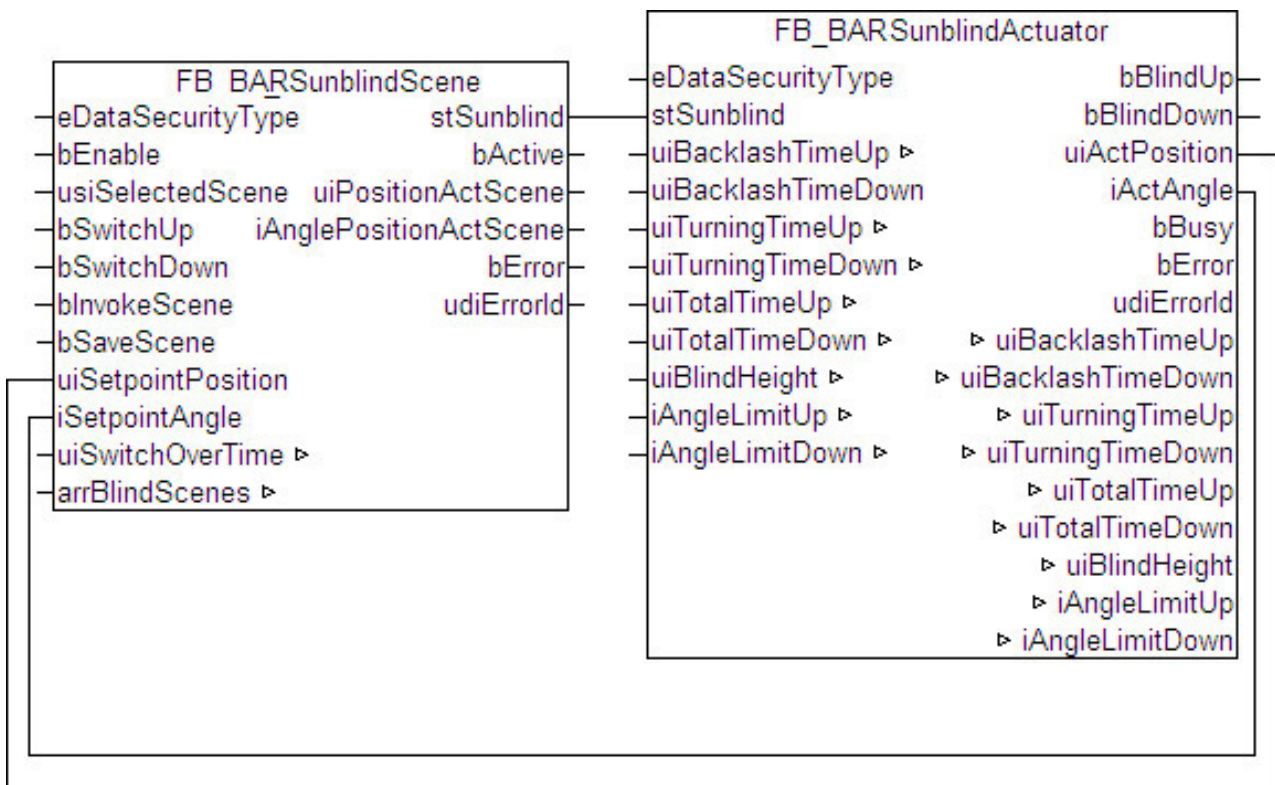 FB_BARSunblindScene
eDataSecurityType stSunblind
bEnable bActive
usiSelectedScene uiPositionActScene
bSwitchUp iAnglePositionActScene
bSwitchDown bError
bInvokeScene udiErrorId
bSaveScene
uiSetpointPosition
iSetpointAngle
uiSwitchOverTime ▹
arrBlindScenes ▹
FB_BARSunblindActuator
eDataSecurityType bBlindUp
stSunblind bBlindDown
uiBacklashTimeUp ▹ uiActPosition
uiBacklashTimeDown iActAngle
uiTurningTimeUp ▹ bBusy
uiTurningTimeDown ▹ bError
uiTotalTimeUp ▹ udiErrorId
uiTotalTimeDown ▹ ▹ uiBacklashTimeUp
uiBlindHeight ▹ ▹ uiBacklashTimeDown
iAngleLimitUp ▹ ▹ uiTurningTimeUp
iAngleLimitDown ▹ ▹ uiTurningTimeDown
▹ uiTotalTimeUp
▹ uiTotalTimeDown
▹ uiBlindHeight
▹ iAngleLimitUp
▹ iAngleLimitDown